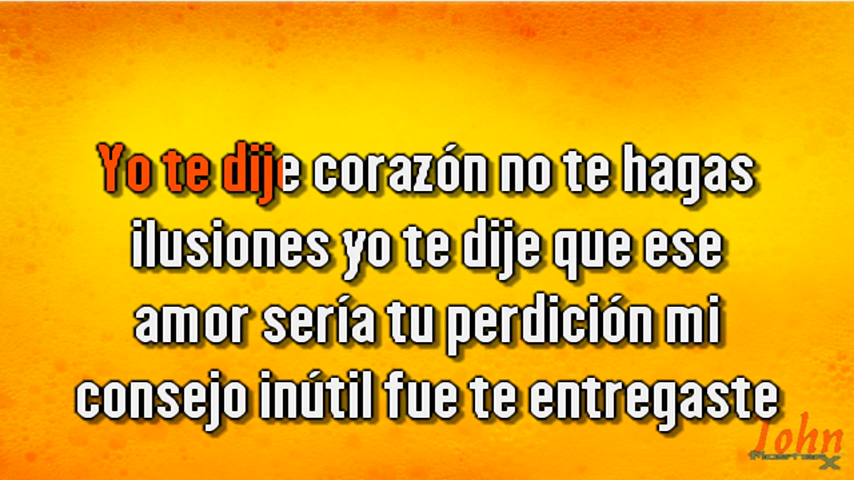 Yo te dije corazón no te hagas
ilusiones yo te dije que ese
amor sería tu perdición mi
consejo inútil fue te entregaste
John